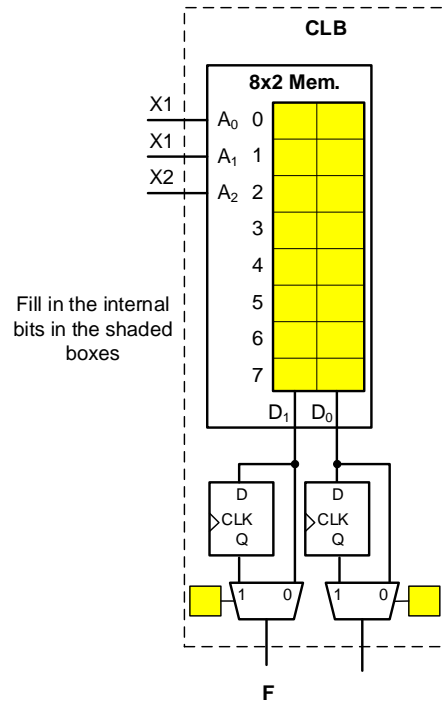 CLB
8x2 Mem.
X1 A0 0
X1 A1 1
X2 A2 2
3
4
5
6
7
Fill in the internal
bits in the shaded
boxes
D1 D0
D D
CLK CLK
Q Q
1 0 1 0
F